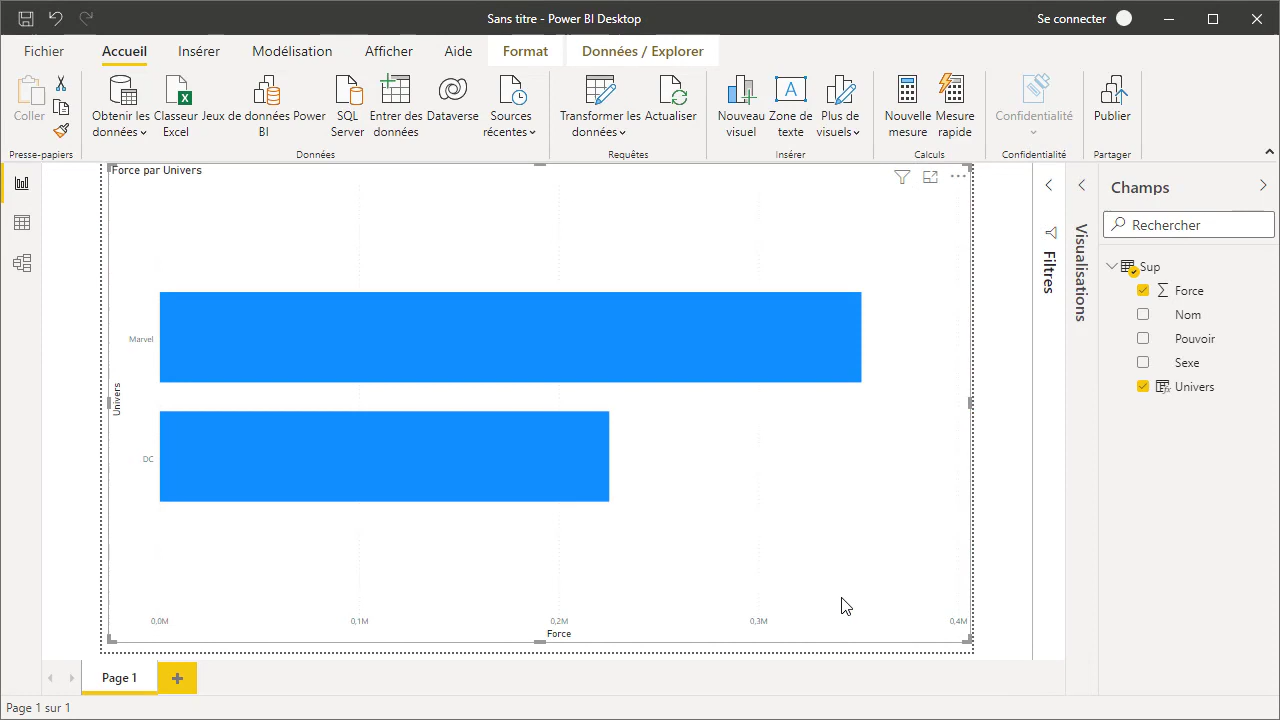 Sans titre - Power BI Desktop
Se connecter
Fichier
Accueil
Insérer
Modélisation
Afficher
Aide
Format
Données / Explorer
Coller
Obtenir les données
Classeur Excel
Jeux de données Power BI
SQL Server
Entrer des données
Dataverse
Sources récentes
Transformer les données
Actualiser
Nouveau visuel
Zone de texte
Plus de visuels
Nouvelle mesure
Mesure rapide
Confidentialité
Publier
Presse-papiers
Données
Requêtes
Insérer
Calculs
Confidentialité
Partager
Force par Univers
Marvel
DC
Univers
0,0M
0,1M
0,2M
0,3M
0,4M
Force
Filtres
Visualisations
Champs
Rechercher
Sup
Force
Nom
Pouvoir
Sexe
Univers
Page 1
Page 1 sur 1